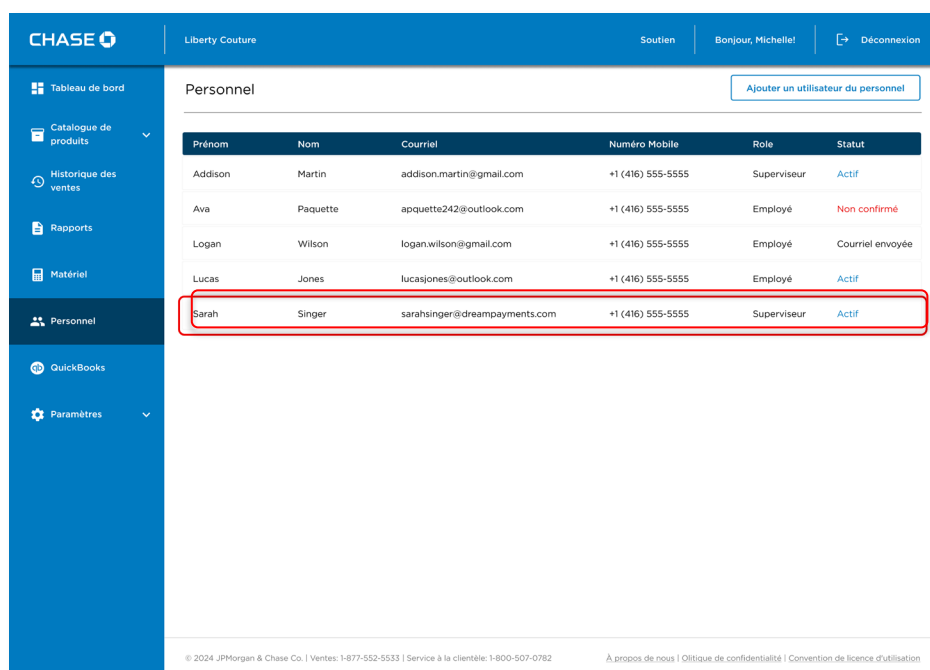 CHASE
Liberty Couture
Soutien
Bonjour, Michelle!
Déconnexion
Tableau de bord
Catalogue de
produits
Historique des
ventes
Rapports
Matériel
Personnel
QuickBooks
Paramètres
Personnel
Ajouter un utilisateur du personnel
Prénom Nom Courriel Numéro Mobile Role Statut
Addison Martin addison.martin@gmail.com +1 (416) 555-5555 Superviseur Actif
Ava Paquette apquette242@outlook.com +1 (416) 555-5555 Employé Non confirmé
Logan Wilson logan.wilson@gmail.com +1 (416) 555-5555 Employé Courriel envoyée
Lucas Jones lucasjones@outlook.com +1 (416) 555-5555 Employé Actif
Sarah Singer sarahsinger@dreampayments.com +1 (416) 555-5555 Superviseur Actif
© 2024 JPMorgan & Chase Co. | Ventes: 1-877-552-5533 | Service à la clientèle: 1-800-507-0782
À propos de nous | Olitique de confidentialité | Convention de licence d'utilisation